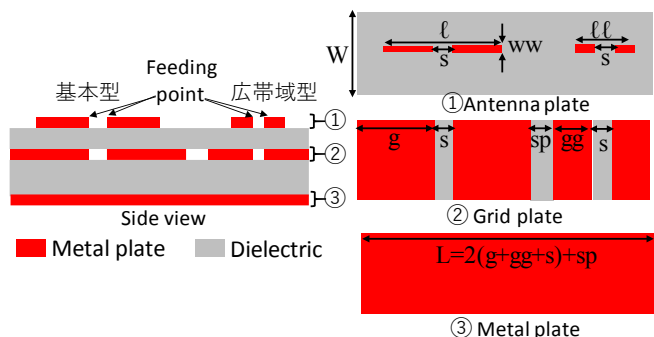 Feeding
point
基本型
広帯域型
①
②
③
Side view
Metal plate
Dielectric
W
ℓ
s
ww
ℓℓ
s
①Antenna plate
g
s
sp
gg
s
② Grid plate
L=2(g+gg+s)+sp
③ Metal plate